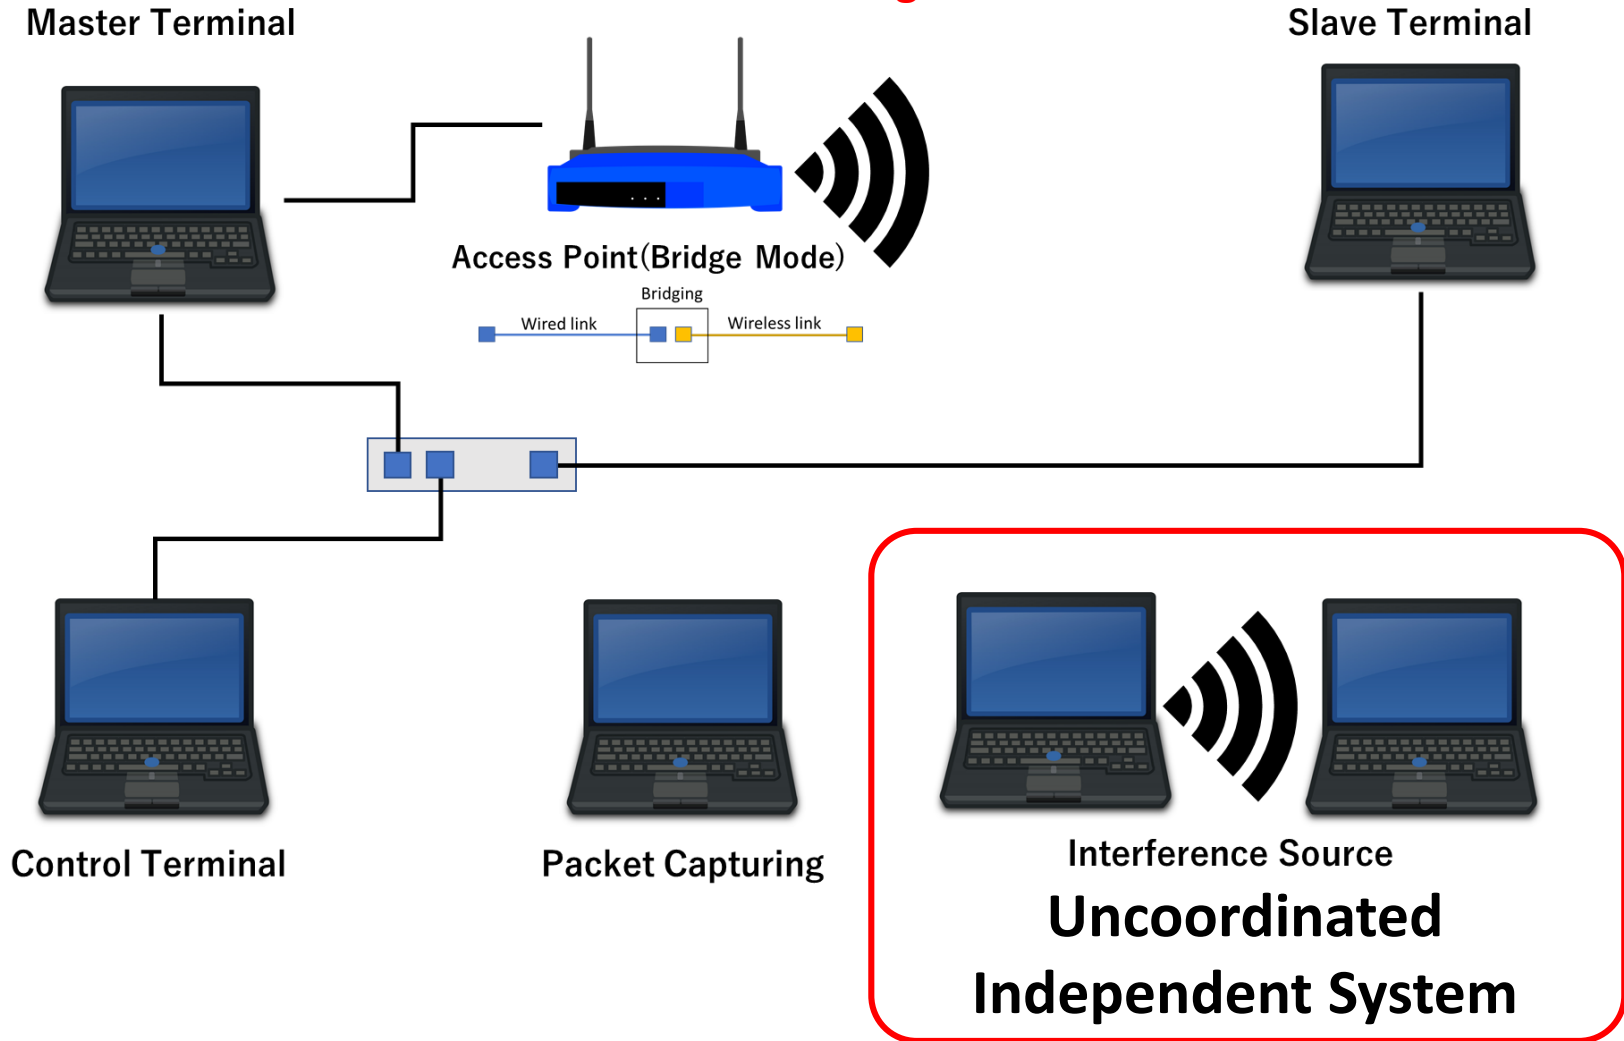 Master Terminal
Slave Terminal
Access Point(Bridge Mode)
Bridging
Wired link
Wireless link
Control Terminal
Packet Capturing
Interference Source
Uncoordinated
Independent System